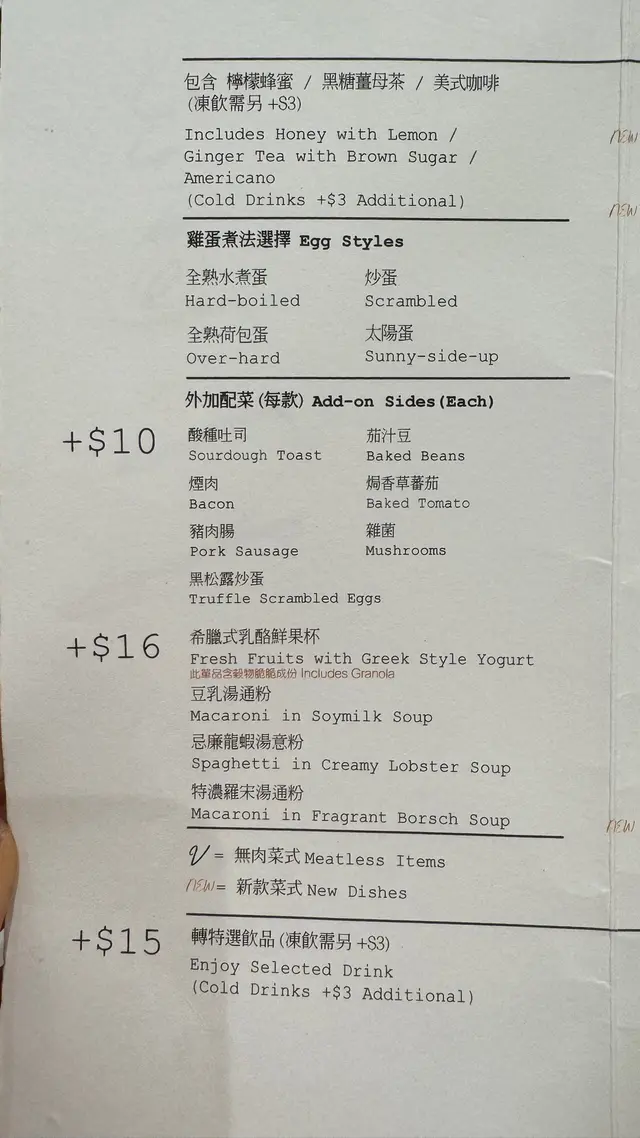 包含 檸檬蜂蜜 / 黑糖薑母茶 / 美式咖啡
(凍飲需另 +$3)
Includes Honey with Lemon /
Ginger Tea with Brown Sugar /
Americano
(Cold Drinks +$3 Additional)
NEW
NEW
雞蛋煮法選擇 Egg Styles
全熟水煮蛋 炒蛋
Hard-boiled Scrambled
全熟荷包蛋 太陽蛋
Over-hard Sunny-side-up
外加配菜(每款) Add-on Sides(Each)
+$10
酸種吐司 茄汁豆
Sourdough Toast Baked Beans
煙肉 焗香草蕃茄
Bacon Baked Tomato
豬肉腸 雜菌
Pork Sausage Mushrooms
黑松露炒蛋
Truffle Scrambled Eggs
+$16
希臘式乳酪鮮果杯
Fresh Fruits with Greek Style Yogurt
此單品含穀物脆脆成份 Includes Granola
豆乳湯通粉
Macaroni in Soymilk Soup
忌廉龍蝦湯意粉
Spaghetti in Creamy Lobster Soup
特濃羅宋湯通粉
Macaroni in Fragrant Borsch Soup
NEW
V = 無肉菜式 Meatless Items
NEW = 新款菜式 New Dishes
+$15
轉特選飲品(凍飲需另 +$3)
Enjoy Selected Drink
(Cold Drinks +$3 Additional)